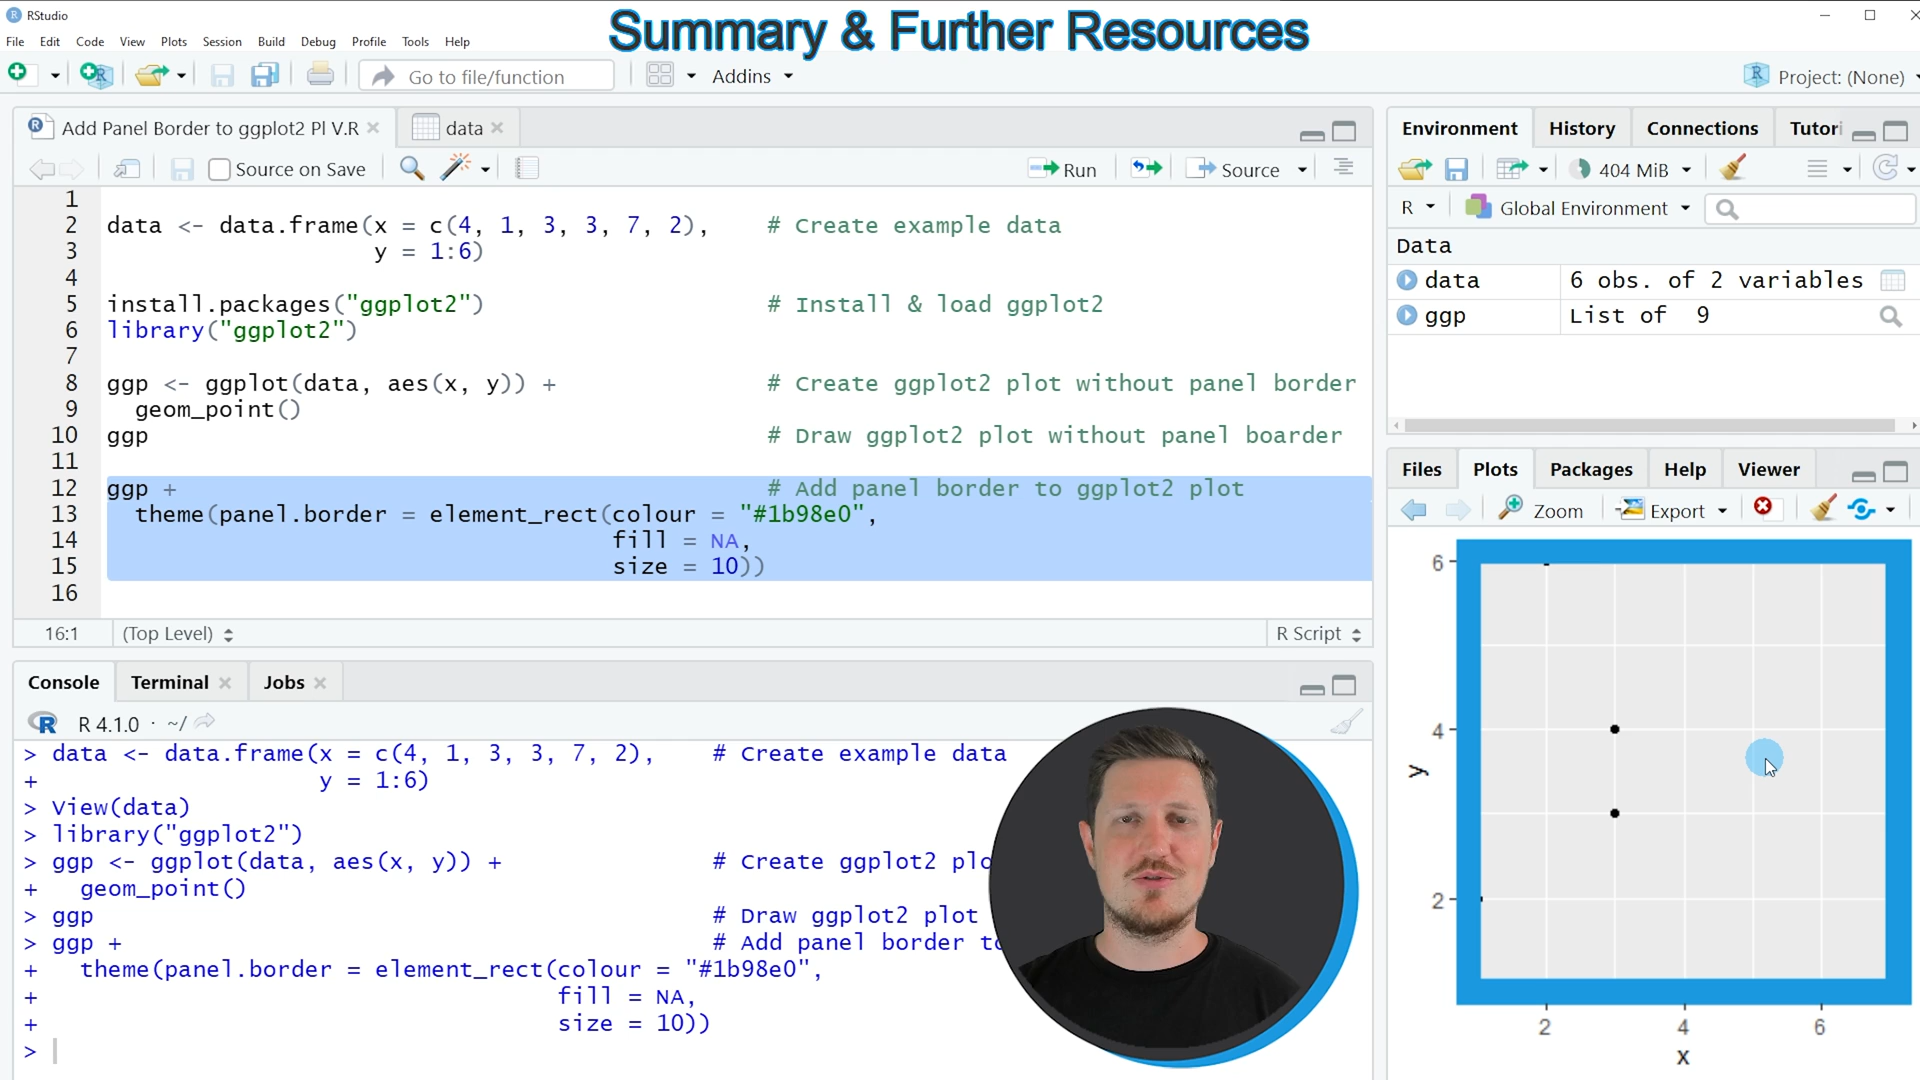 RStudio
Summary & Further Resources
File Edit Code View Plots Session Build Debug Profile Tools Help
Go to file/function
Addins
Project: (None)
Add Panel Border to ggplot2 Pl V.R
data
Source on Save
Run
Source
1
2 data <- data.frame(x = c(4, 1, 3, 3, 7, 2), # Create example data
3 y = 1:6)
4
5 install.packages("ggplot2") # Install & load ggplot2
6 library("ggplot2")
7
8 ggp <- ggplot(data, aes(x, y)) + # Create ggplot2 plot without panel border
9 geom_point()
10 ggp # Draw ggplot2 plot without panel boarder
11
12 ggp + # Add panel border to ggplot2 plot
13 theme(panel.border = element_rect(colour = "#1b98e0",
14 fill = NA,
15 size = 10))
16
16:1 (Top Level) R Script
Console Terminal Jobs
R 4.1.0 · ~/
> data <- data.frame(x = c(4, 1, 3, 3, 7, 2), # Create example data
+ y = 1:6)
> View(data)
> library("ggplot2")
> ggp <- ggplot(data, aes(x, y)) + # Create ggplot2 plo
+ geom_point()
> ggp # Draw ggplot2 plot
> ggp + # Add panel border to
+ theme(panel.border = element_rect(colour = "#1b98e0",
+ fill = NA,
+ size = 10))
>
Environment History Connections Tutori
404 MiB
R Global Environment
Data
data 6 obs. of 2 variables
ggp List of 9
Files Plots Packages Help Viewer
Zoom Export
6
4
y
2
2 4 6
x